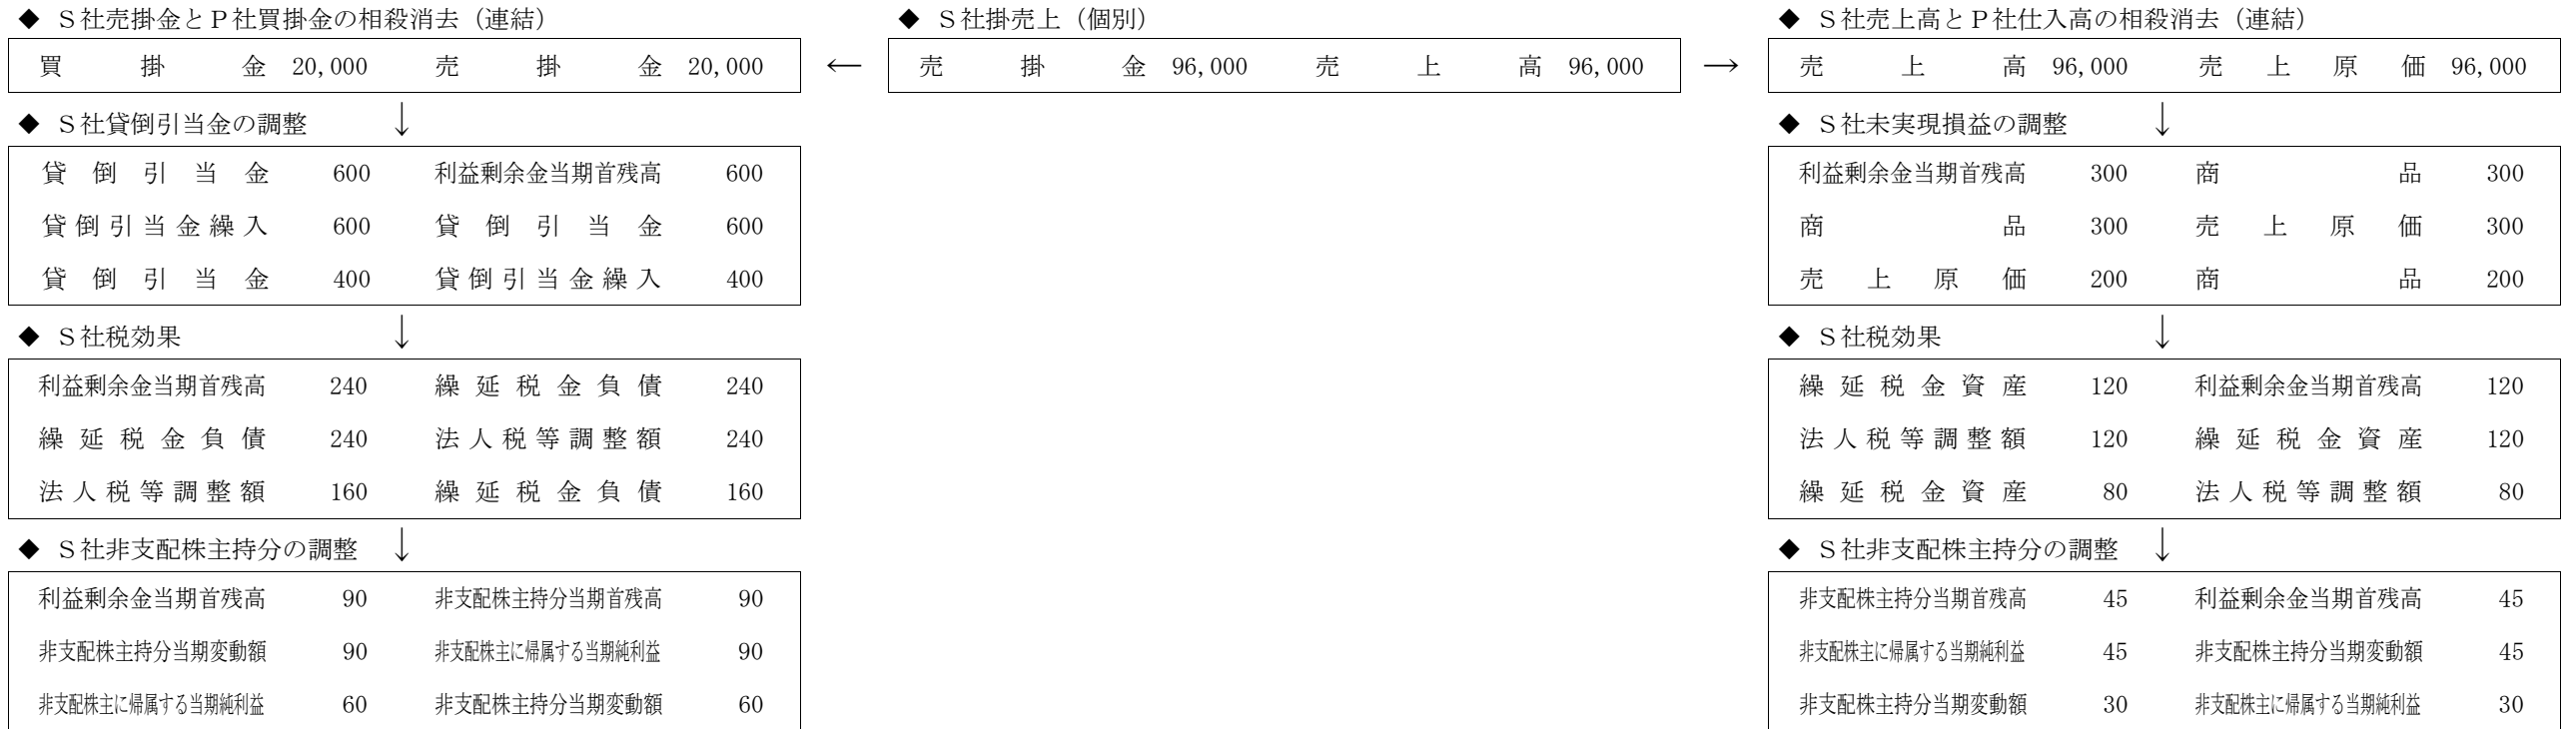 ◆ S社売掛金とP社買掛金の相殺消去（連結）
買掛金 20,000 売掛金 20,000
◆ S社貸倒引当金の調整 ↓
貸倒引当金 600 利益剰余金当期首残高 600
貸倒引当金繰入 600 貸倒引当金 600
貸倒引当金 400 貸倒引当金繰入 400
◆ S社税効果 ↓
利益剰余金当期首残高 240 繰延税金負債 240
繰延税金負債 240 法人税等調整額 240
法人税等調整額 160 繰延税金負債 160
◆ S社非支配株主持分の調整 ↓
利益剰余金当期首残高 90 非支配株主持分当期首残高 90
非支配株主持分当期変動額 90 非支配株主に帰属する当期純利益 90
非支配株主に帰属する当期純利益 60 非支配株主持分当期変動額 60
◆ S社掛売上（個別）
← 売掛金 96,000 売上高 96,000 →
◆ S社売上高とP社仕入高の相殺消去（連結）
売上高 96,000 売上原価 96,000
◆ S社未実現損益の調整 ↓
利益剰余金当期首残高 300 商品 300
商品 300 売上原価 300
売上原価 200 商品 200
◆ S社税効果 ↓
繰延税金資産 120 利益剰余金当期首残高 120
法人税等調整額 120 繰延税金資産 120
繰延税金資産 80 法人税等調整額 80
◆ S社非支配株主持分の調整 ↓
非支配株主持分当期首残高 45 利益剰余金当期首残高 45
非支配株主に帰属する当期純利益 45 非支配株主持分当期変動額 45
非支配株主持分当期変動額 30 非支配株主に帰属する当期純利益 30